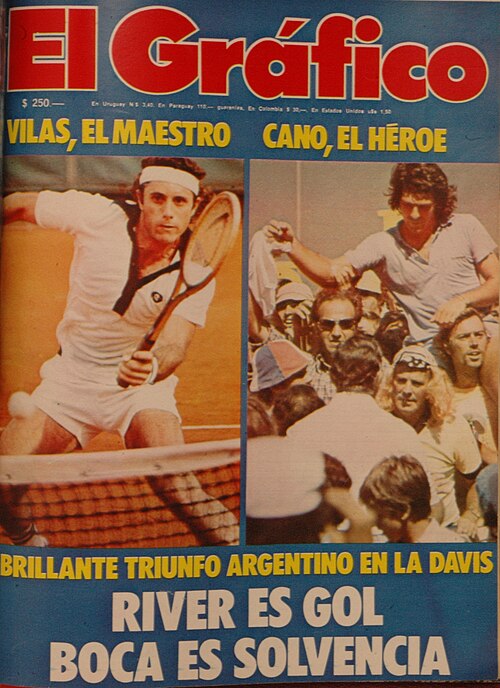 El Gráfico
$ 250.— En Uruguay N$ 3,40, En Paraguay 110,— guaraníes, En Colombia $ 30,—, En Estados Unidos u$s 1,50
VILAS, EL MAESTRO CANO, EL HÉROE
BRILLANTE TRIUNFO ARGENTINO EN LA DAVIS
RIVER ES GOL
BOCA ES SOLVENCIA